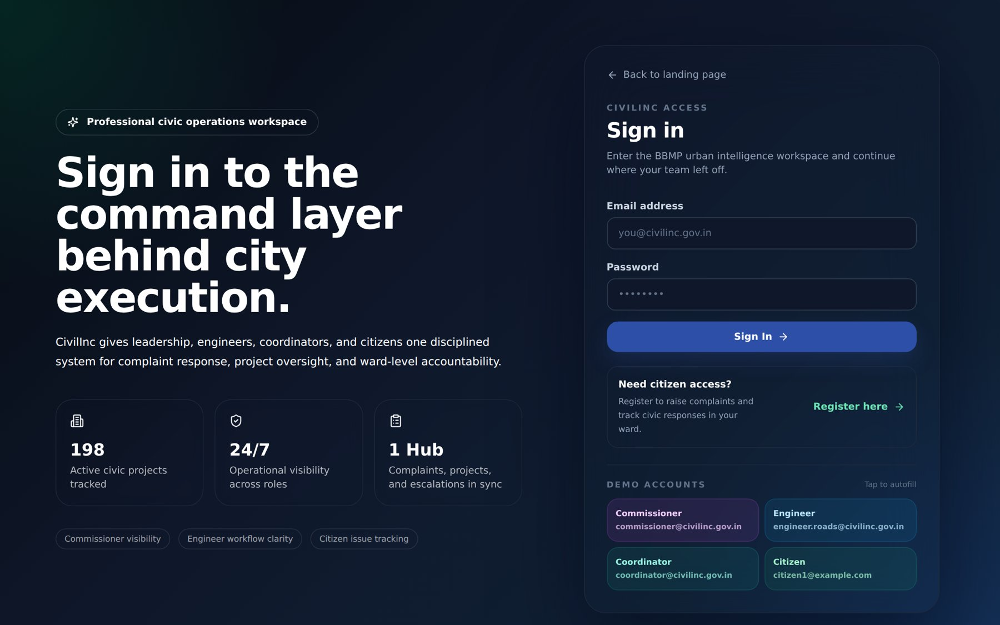 Professional civic operations workspace
Sign in to the
command layer
behind city
execution.
CivilInc gives leadership, engineers, coordinators, and citizens one disciplined
system for complaint response, project oversight, and ward-level accountability.
198
Active civic projects
tracked
24/7
Operational visibility
across roles
1 Hub
Complaints, projects,
and escalations in sync
Commissioner visibility
Engineer workflow clarity
Citizen issue tracking
Back to landing page
CIVILINC ACCESS
Sign in
Enter the BBMP urban intelligence workspace and continue
where your team left off.
Email address
you@civilinc.gov.in
Password
••••••••
Sign In
Need citizen access?
Register to raise complaints and
track civic responses in your
ward.
Register here
DEMO ACCOUNTS
Tap to autofill
Commissioner
commissioner@civilinc.gov.in
Engineer
engineer.roads@civilinc.gov.in
Coordinator
coordinator@civilinc.gov.in
Citizen
citizen1@example.com